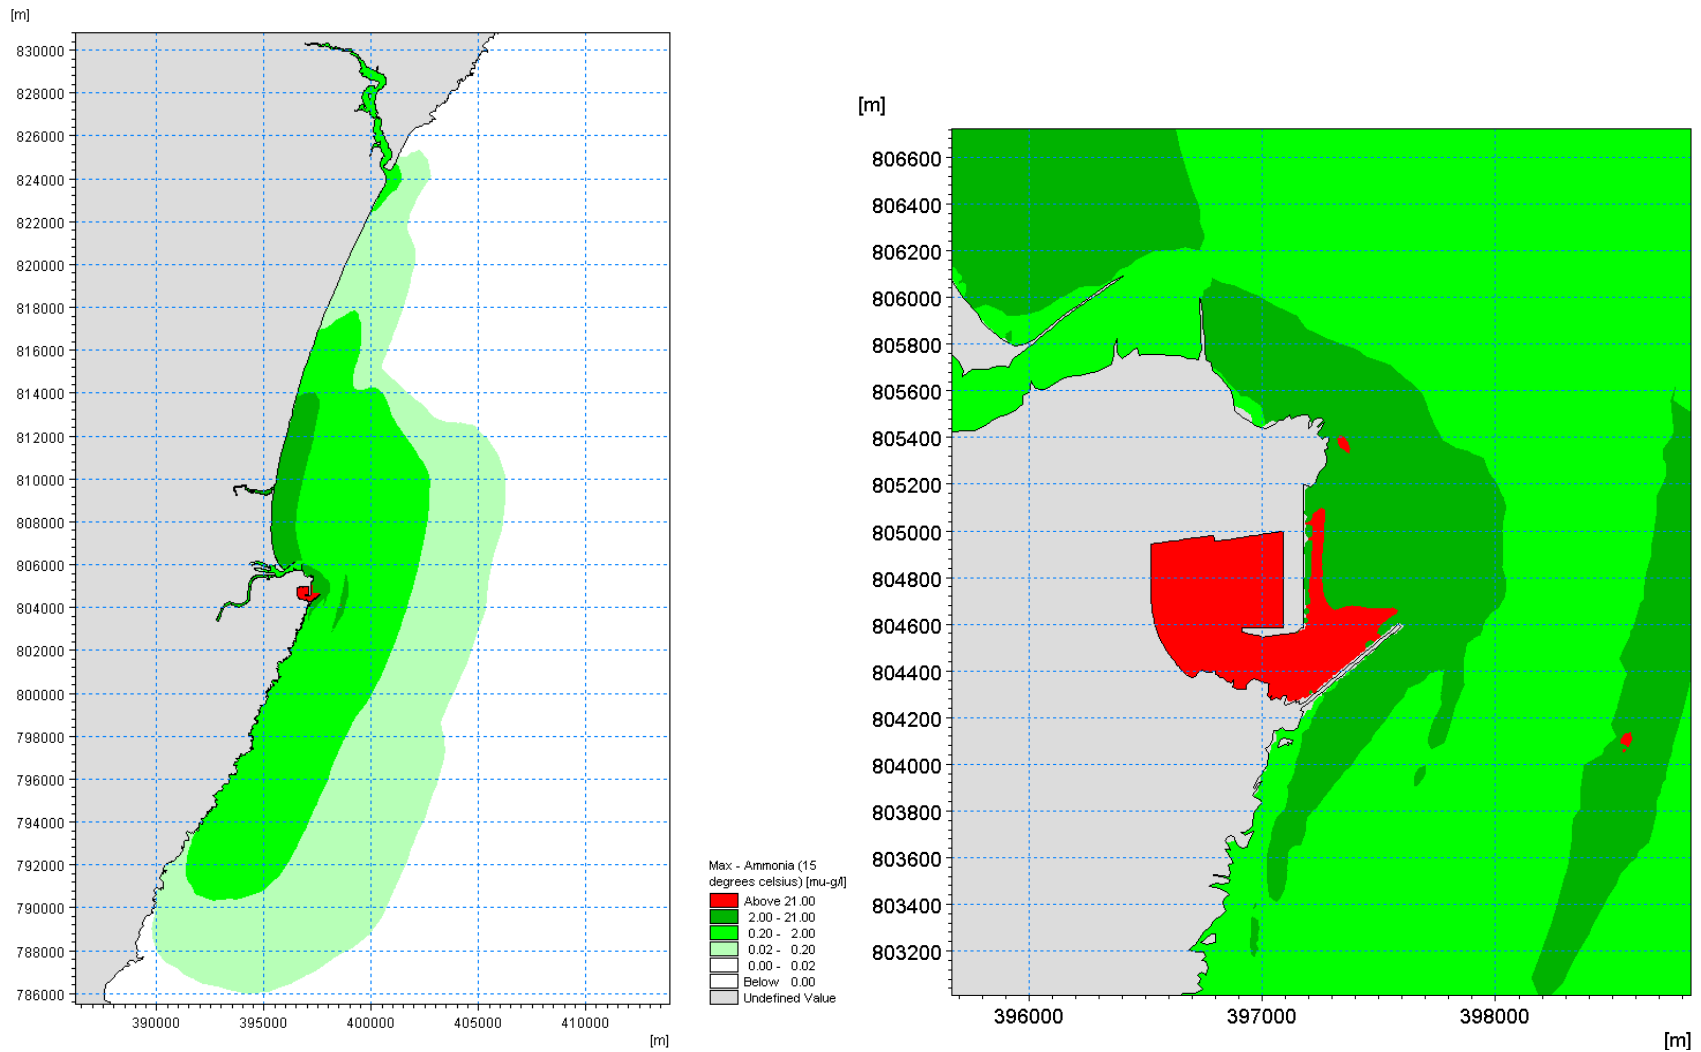 [m]
830000
828000
826000
824000
822000
820000
818000
816000
814000
812000
810000
808000
806000
804000
802000
800000
798000
796000
794000
792000
790000
788000
786000
390000 395000 400000 405000 410000
[m]
Max - Ammonia (15
degrees celsius) [mu-g/l]
Above 21.00
2.00 - 21.00
0.20 - 2.00
0.02 - 0.20
0.00 - 0.02
Below 0.00
Undefined Value
[m]
806600
806400
806200
806000
805800
805600
805400
805200
805000
804800
804600
804400
804200
804000
803800
803600
803400
803200
396000 397000 398000
[m]